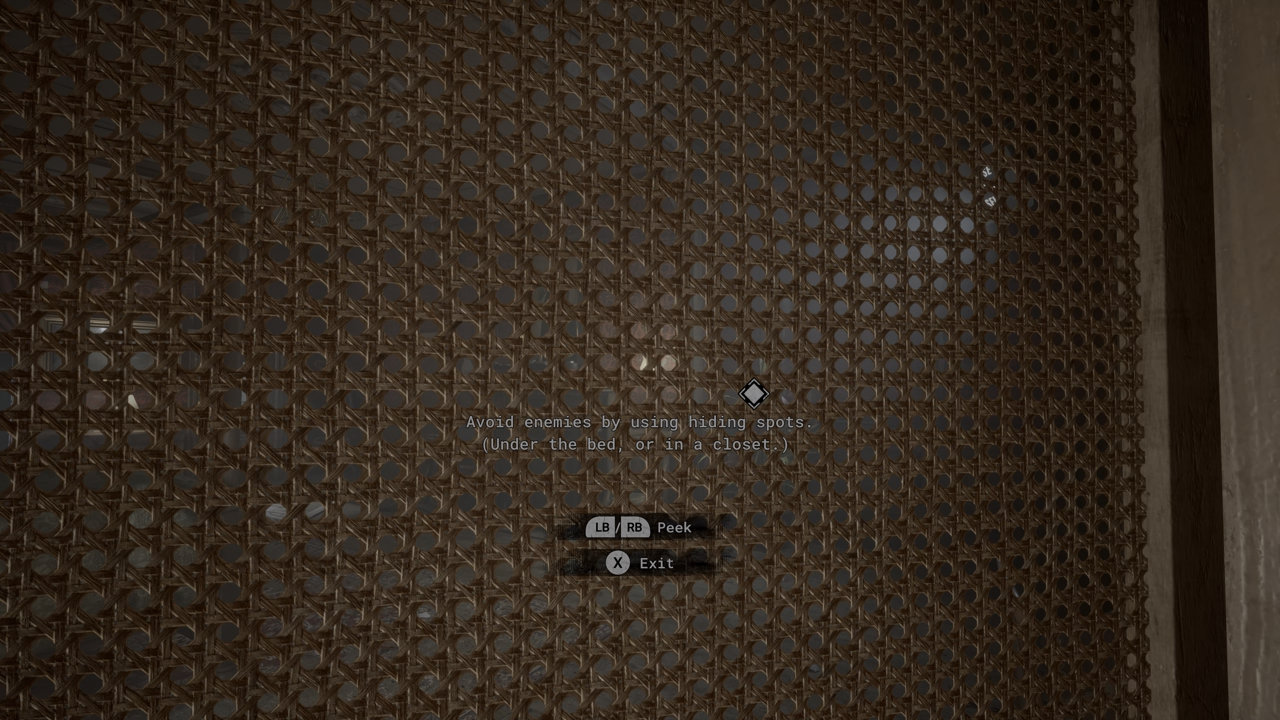 Avoid enemies by using hiding spots.
(Under the bed, or in a closet.)
LB / RB Peek
X Exit